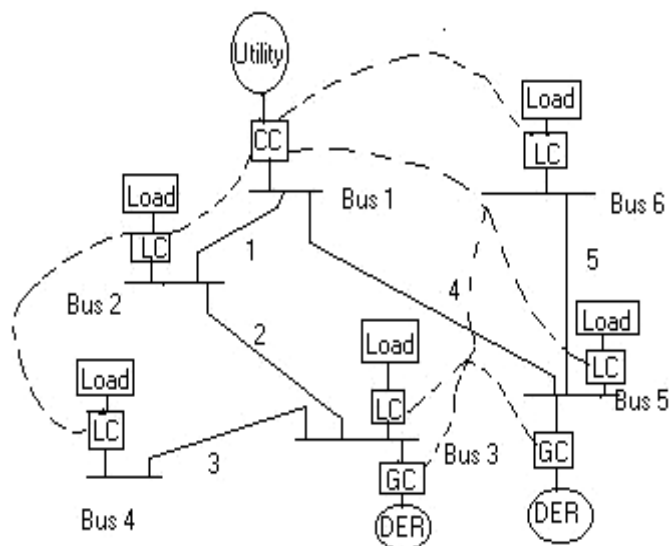 Utility
Load
CC
LC
Load
Bus 1
Bus 6
LC
1
5
4
Bus 2
Load
2
Load
LC
Load
Bus 5
LC
LC
GC
3
Bus 3
GC
Bus 4
DER
DER